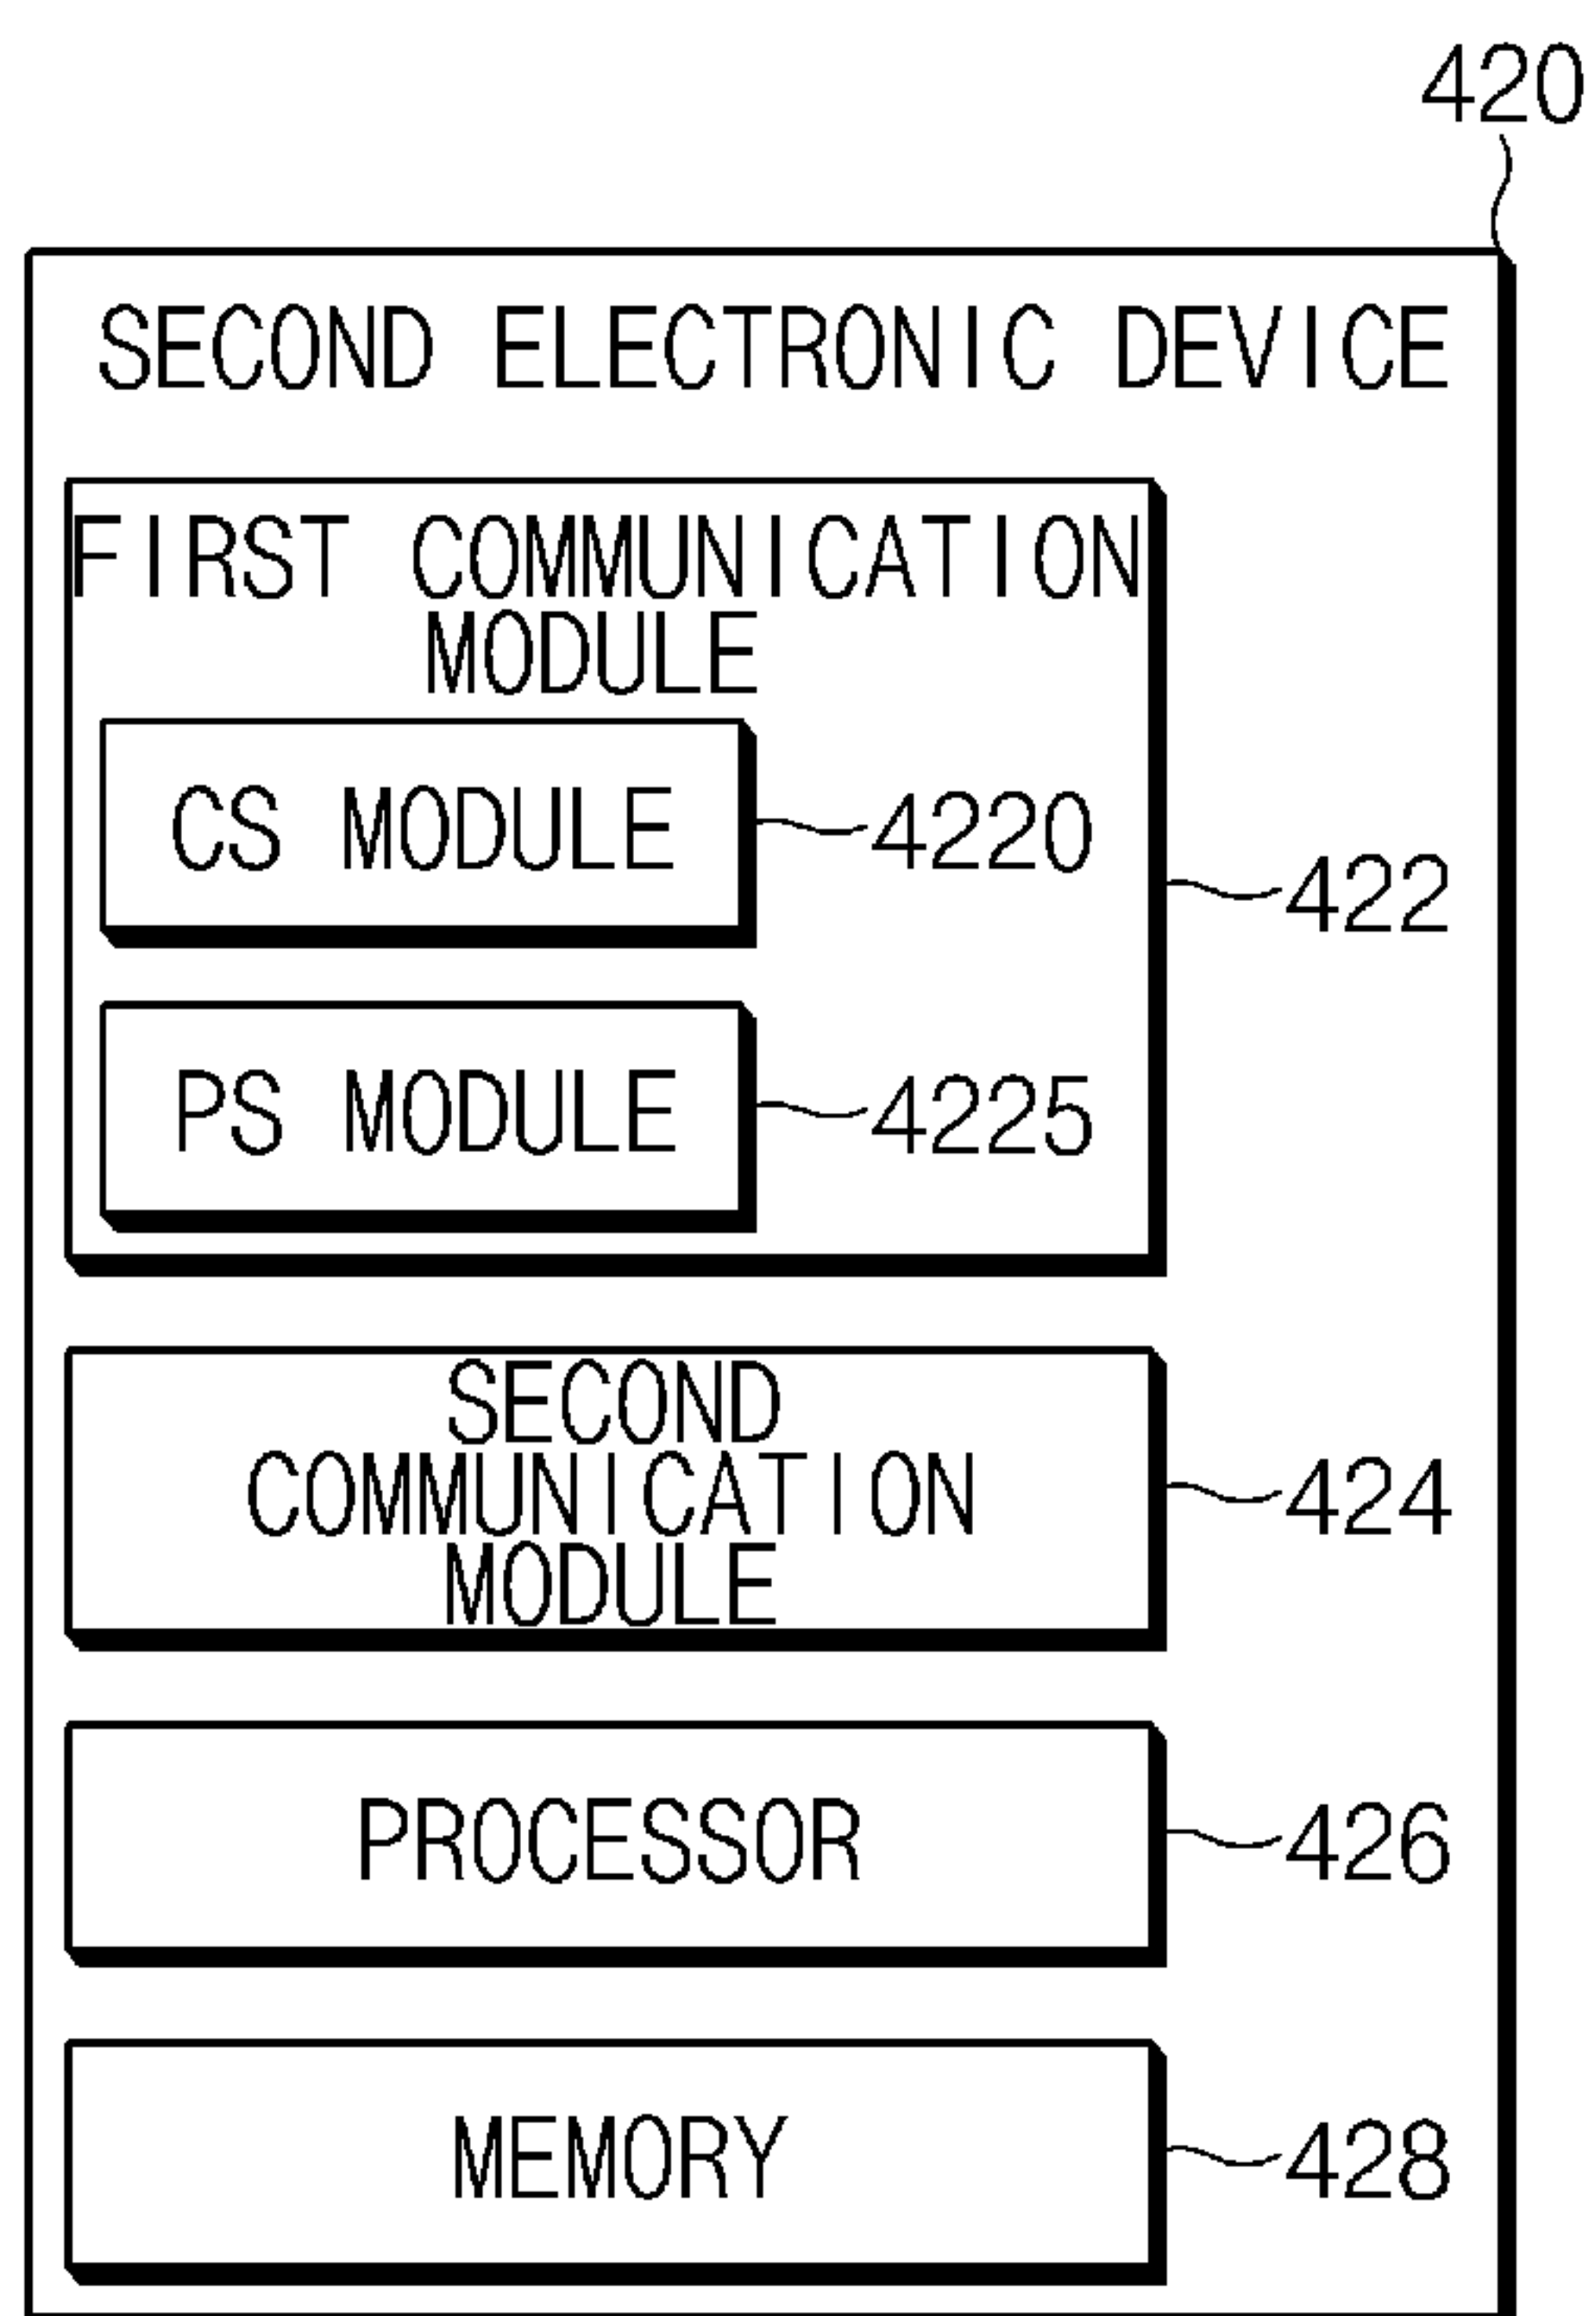 420
SECOND ELECTRONIC DEVICE
FIRST COMMUNICATION
MODULE
CS MODULE
4220
422
PS MODULE
4225
SECOND
COMMUNICATION
MODULE
424
PROCESSOR
426
MEMORY
428